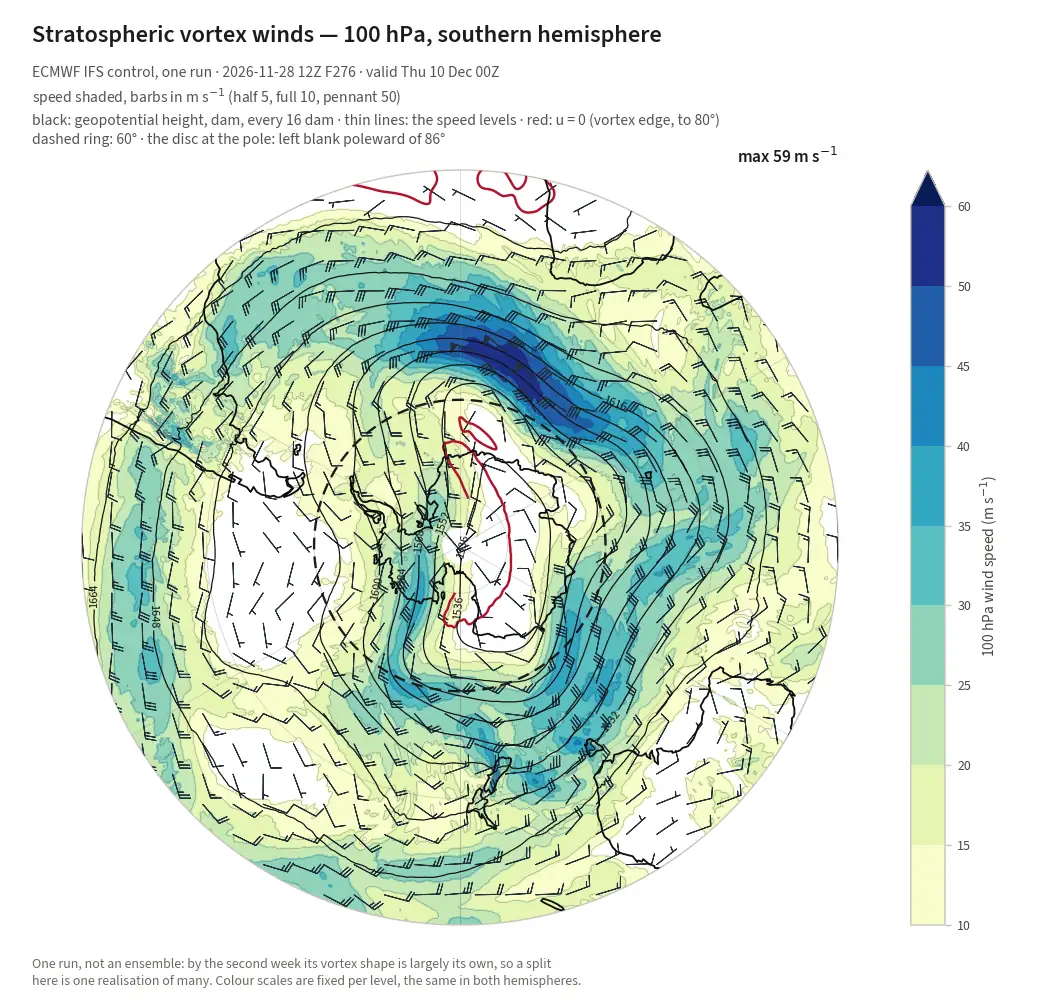 Stratospheric vortex winds — 100 hPa, southern hemisphere
ECMWF IFS control, one run · 2026-11-28 12Z F276 · valid Thu 10 Dec 00Z
speed shaded, barbs in m s⁻¹ (half 5, full 10, pennant 50)
black: geopotential height, dam, every 16 dam · thin lines: the speed levels · red: u = 0 (vortex edge, to 80°)
dashed ring: 60° · the disc at the pole: left blank poleward of 86°
max 59 m s⁻¹
60
50
45
40
35
30
25
20
15
10
100 hPa wind speed (m s⁻¹)
1616
1552
1600
1536
1664
1648
One run, not an ensemble: by the second week its vortex shape is largely its own, so a split
here is one realisation of many. Colour scales are fixed per level, the same in both hemispheres.